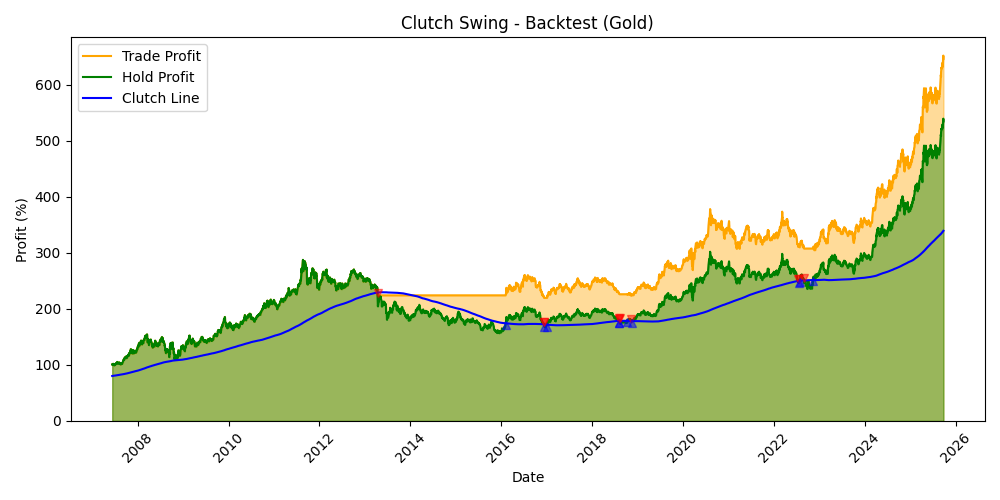 Clutch Swing - Backtest (Gold)
Trade Profit
Hold Profit
Clutch Line
Profit (%)
600
500
400
300
200
100
0
2008
2010
2012
2014
2016
2018
2020
2022
2024
2026
Date